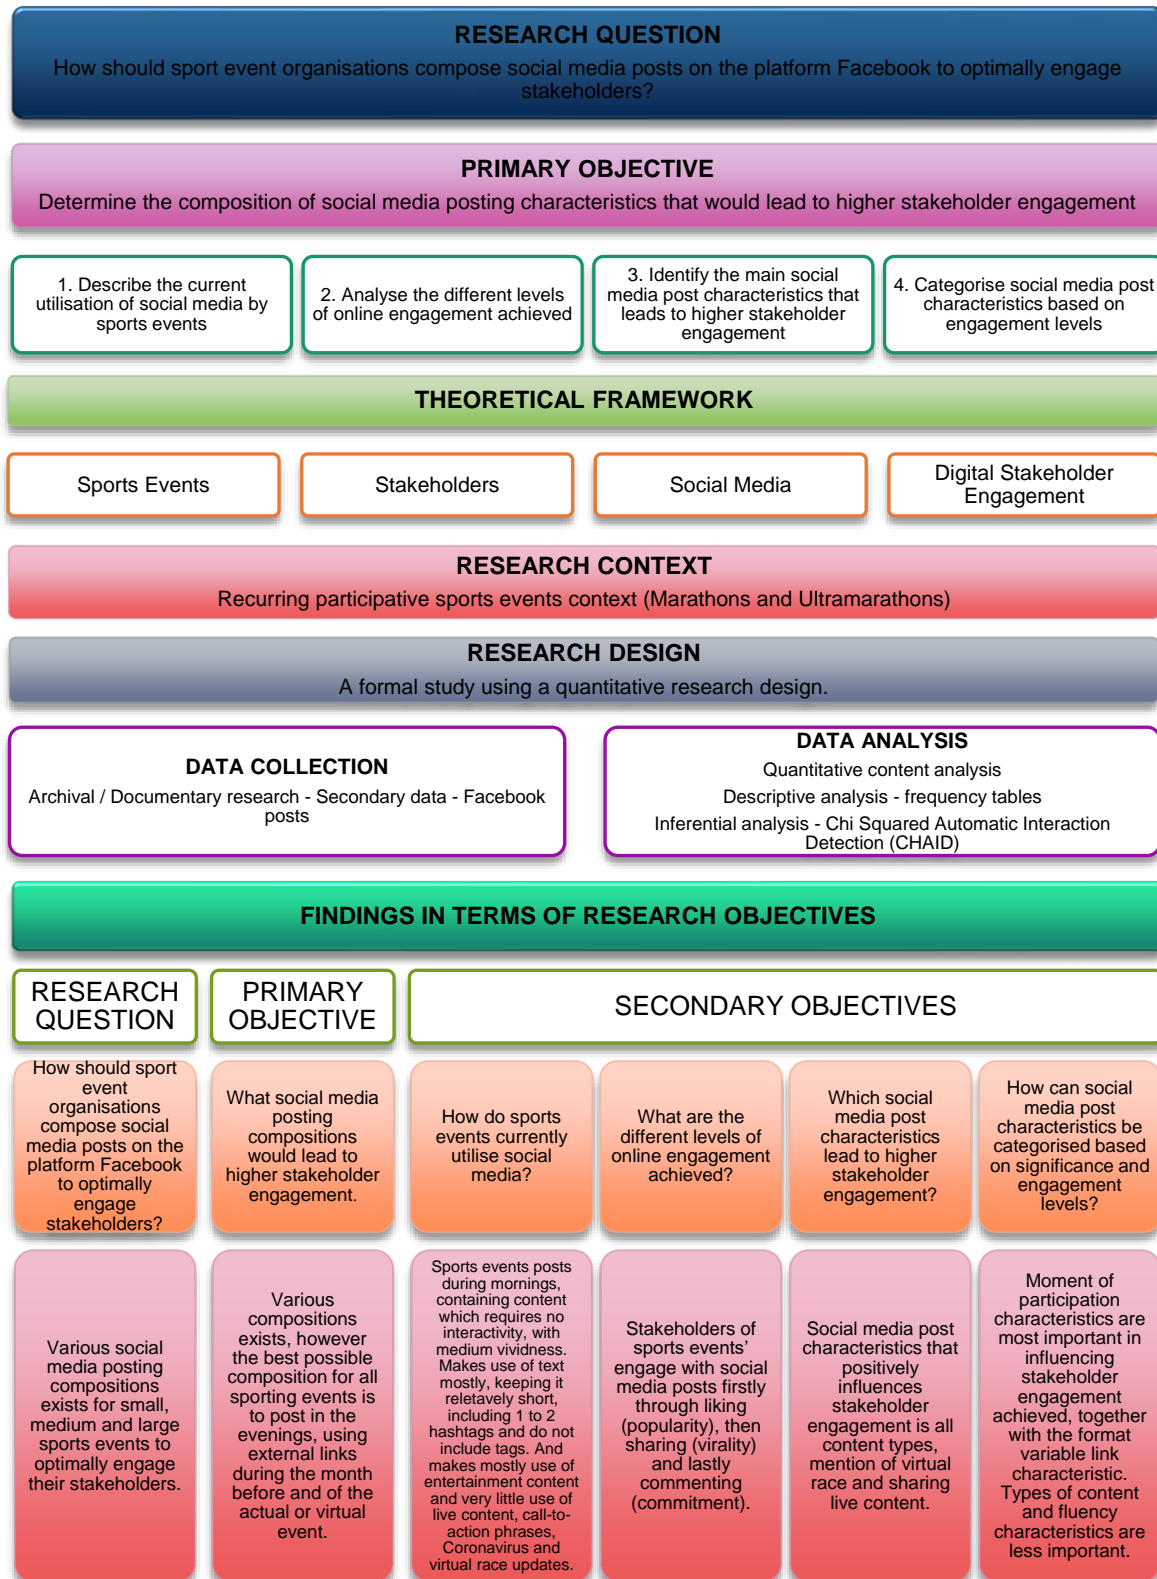 RESEARCH QUESTION
How should sport event organisations compose social media posts on the platform Facebook to optimally engage
stakeholders?
PRIMARY OBJECTIVE
Determine the composition of social media posting characteristics that would lead to higher stakeholder engagement
1. Describe the current
utilisation of social media by
sports events
2. Analyse the different levels
of online engagement achieved
3. Identify the main social
media post characteristics that
leads to higher stakeholder
engagement
4. Categorise social media post
characteristics based on
engagement levels
THEORETICAL FRAMEWORK
Sports Events
Stakeholders
Social Media
Digital Stakeholder
Engagement
RESEARCH CONTEXT
Recurring participative sports events context (Marathons and Ultramarathons)
RESEARCH DESIGN
A formal study using a quantitative research design.
DATA COLLECTION
Archival / Documentary research - Secondary data - Facebook
posts
DATA ANALYSIS
Quantitative content analysis
Descriptive analysis - frequency tables
Inferential analysis - Chi Squared Automatic Interaction
Detection (CHAID)
FINDINGS IN TERMS OF RESEARCH OBJECTIVES
RESEARCH
QUESTION
PRIMARY
OBJECTIVE
SECONDARY OBJECTIVES
How should sport
event
organisations
compose social
media posts on the
platform Facebook
to optimally
engage
stakeholders?
What social media
posting
compositions
would lead to
higher stakeholder
engagement.
How do sports
events currently
utilise social
media?
What are the
different levels of
online engagement
achieved?
Which social
media post
characteristics
lead to higher
stakeholder
engagement?
How can social
media post
characteristics be
categorised based
on significance and
engagement
levels?
Various social
media posting
compositions
exists for small,
medium and large
sports events to
optimally engage
their stakeholders.
Various
compositions
exists, however
the best possible
composition for all
sporting events is
to post in the
evenings, using
external links
during the month
before and of the
actual or virtual
event.
Sports events posts
during mornings,
containing content
which requires no
interactivity, with
medium vividness.
Makes use of text
mostly, keeping it
reletavely short,
including 1 to 2
hashtags and do not
include tags. And
makes mostly use of
entertainment content
and very little use of
live content, call-to-
action phrases,
Coronavirus and
virtual race updates.
Stakeholders of
sports events’
engage with social
media posts firstly
through liking
(popularity), then
sharing (virality)
and lastly
commenting
(commitment).
Social media post
characteristics that
positively
influences
stakeholder
engagement is all
content types,
mention of virtual
race and sharing
live content.
Moment of
participation
characteristics are
most important in
influencing
stakeholder
engagement
achieved, together
with the format
variable link
characteristic.
Types of content
and fluency
characteristics are
less important.